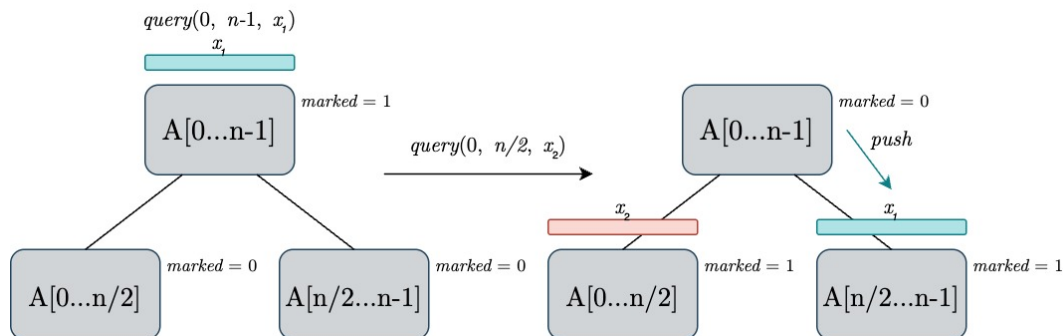 query(0, n-1, x₁)
x₁
marked = 1
A[0...n-1]
marked = 0
A[0...n/2]
marked = 0
A[n/2...n-1]
query(0, n/2, x₂)
marked = 0
A[0...n-1]
push
x₂
x₁
marked = 1
A[0...n/2]
marked = 1
A[n/2...n-1]